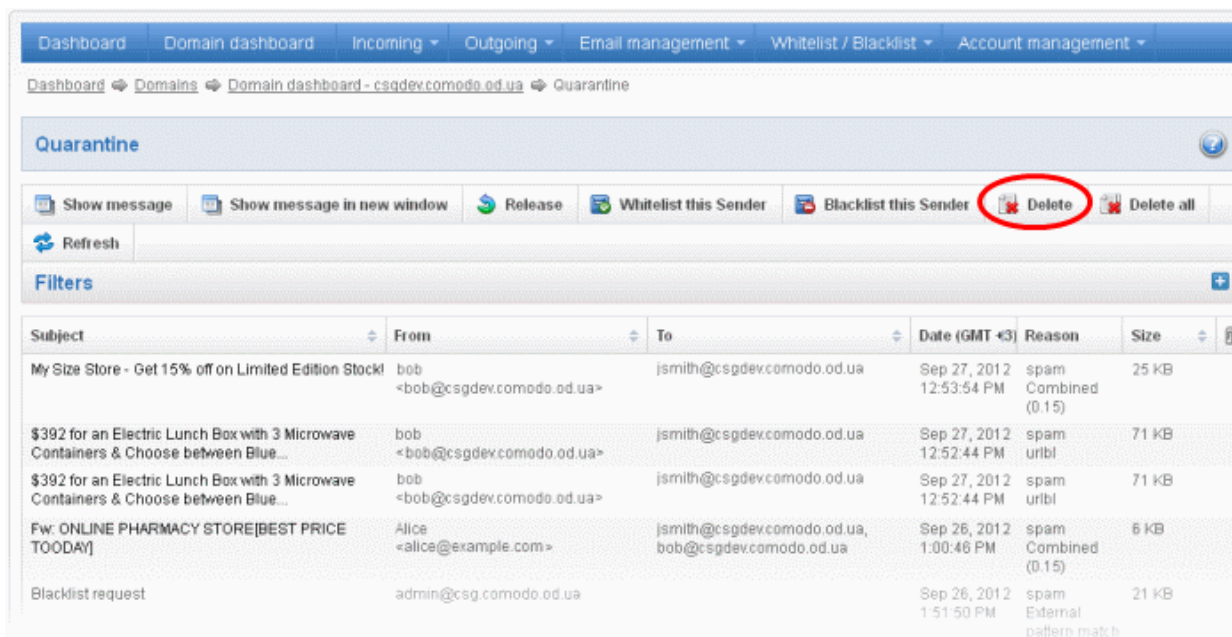 Dashboard Domain dashboard Incoming Outgoing Email management Whitelist / Blacklist Account management
Dashboard Domains Domain dashboard - csgdev.comodo.od.ua Quarantine
Quarantine
Show message Show message in new window Release Whitelist this Sender Blacklist this Sender Delete Delete all
Refresh
Filters
Subject From To Date (GMT +3) Reason Size
My Size Store - Get 15% off on Limited Edition Stock! bob jsmith@csgdev.comodo.od.ua Sep 27, 2012 spam 25 KB
<bob@csgdev.comodo.od.ua> 12:53:54 PM Combined
(0.15)
$392 for an Electric Lunch Box with 3 Microwave bob jsmith@csgdev.comodo.od.ua Sep 27, 2012 spam 71 KB
Containers & Choose between Blue... <bob@csgdev.comodo.od.ua> 12:52:44 PM urlbl
$392 for an Electric Lunch Box with 3 Microwave bob jsmith@csgdev.comodo.od.ua Sep 27, 2012 spam 71 KB
Containers & Choose between Blue... <bob@csgdev.comodo.od.ua> 12:52:44 PM urlbl
Fw: ONLINE PHARMACY STORE[BEST PRICE Alice jsmith@csgdev.comodo.od.ua, Sep 26, 2012 spam 6 KB
TOODAY] <alice@example.com> bob@csgdev.comodo.od.ua 1:00:46 PM Combined
(0.15)
Blacklist request admin@csg.comodo.od.ua Sep 26, 2012 spam 21 KB
1:51:50 PM External
pattern match